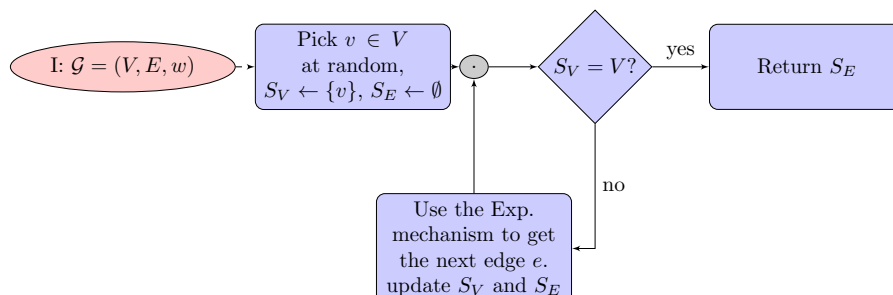 I: 𝒢 = (V, E, w)
Pick v ∈ V
at random,
S_V ← {v}, S_E ← ∅
·
S_V = V?
yes
Return S_E
no
Use the Exp.
mechanism to get
the next edge e.
update S_V and S_E